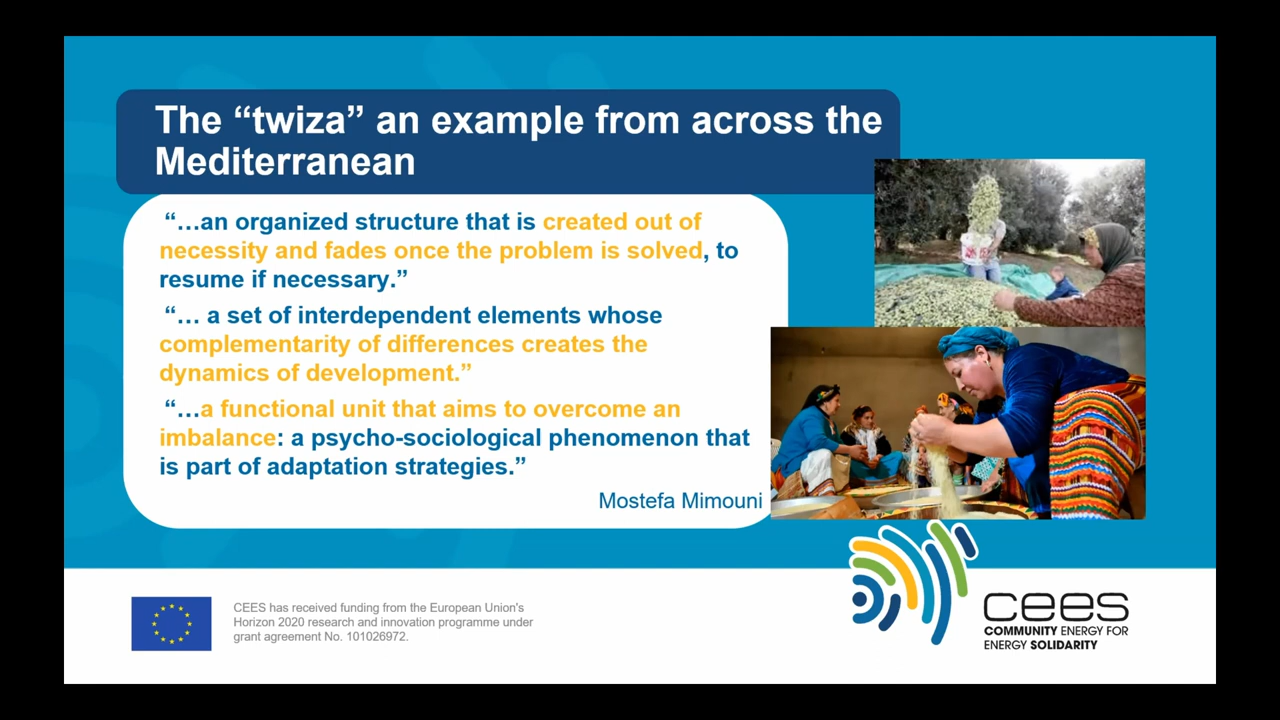 The “twiza” an example from across the
Mediterranean
“…an organized structure that is created out of
necessity and fades once the problem is solved, to
resume if necessary.”
“… a set of interdependent elements whose
complementarity of differences creates the
dynamics of development.”
“…a functional unit that aims to overcome an
imbalance: a psycho-sociological phenomenon that
is part of adaptation strategies.”
Mostefa Mimouni
CEES has received funding from the European Union's
Horizon 2020 research and innovation programme under
grant agreement No. 101026972.
cees
COMMUNITY ENERGY FOR
ENERGY SOLIDARITY